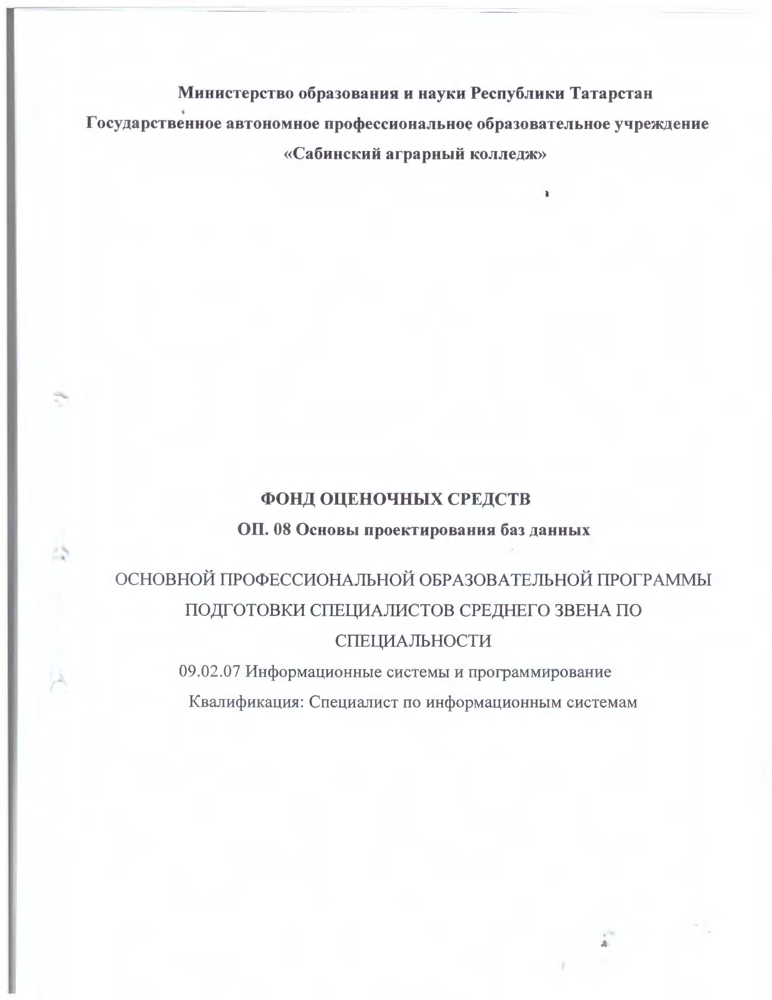 Министерство образования и науки Республики Татарстан
Государственное автономное профессиональное образовательное учреждение
«Сабинский аграрный колледж»
ФОНД ОЦЕНОЧНЫХ СРЕДСТВ
ОП. 08 Основы проектирования баз данных
ОСНОВНОЙ ПРОФЕССИОНАЛЬНОЙ ОБРАЗОВАТЕЛЬНОЙ ПРОГРАММЫ
ПОДГОТОВКИ СПЕЦИАЛИСТОВ СРЕДНЕГО ЗВЕНА ПО
СПЕЦИАЛЬНОСТИ
09.02.07 Информационные системы и программирование
Квалификация: Специалист по информационным системам